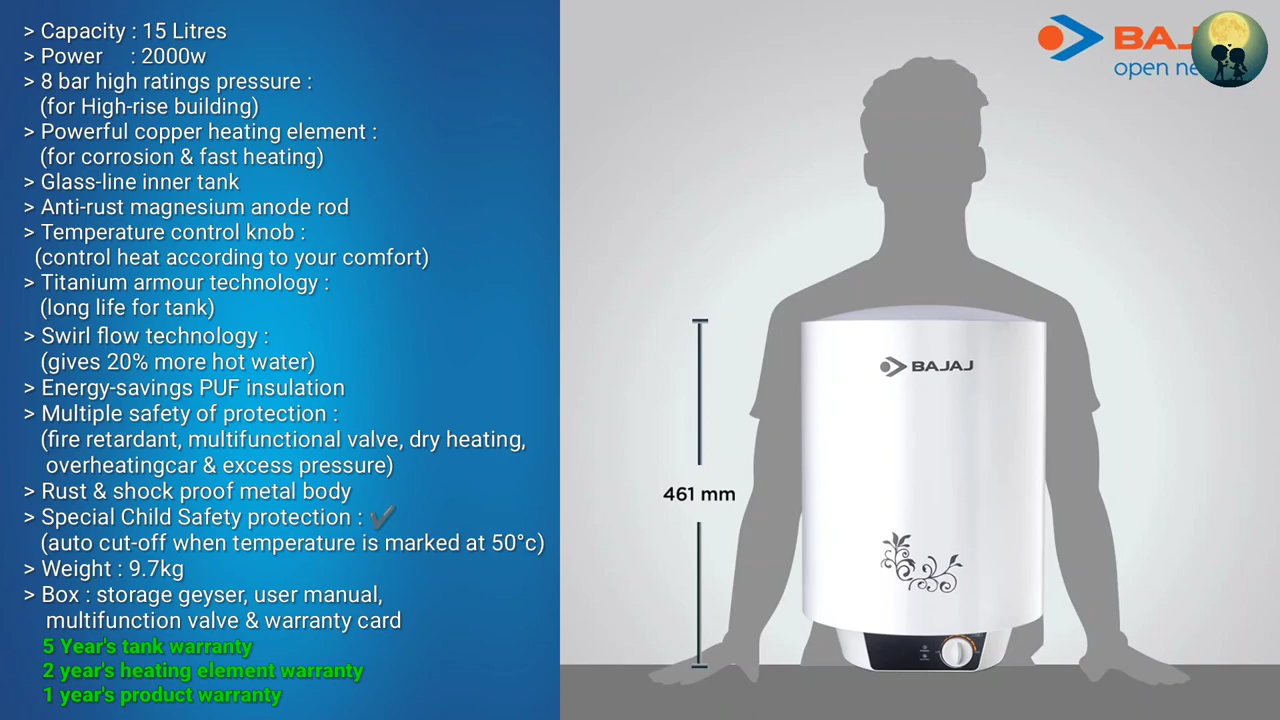 > Capacity : 15 Litres
> Power : 2000w
> 8 bar high ratings pressure :
(for High-rise building)
> Powerful copper heating element :
(for corrosion & fast heating)
> Glass-line inner tank
> Anti-rust magnesium anode rod
> Temperature control knob :
(control heat according to your comfort)
> Titanium armour technology :
(long life for tank)
> Swirl flow technology :
(gives 20% more hot water)
> Energy-savings PUF insulation
> Multiple safety of protection :
(fire retardant, multifunctional valve, dry heating,
overheatingcar & excess pressure)
> Rust & shock proof metal body
> Special Child Safety protection : ✔
(auto cut-off when temperature is marked at 50°c)
> Weight : 9.7kg
> Box : storage geyser, user manual,
multifunction valve & warranty card
5 Year's tank warranty
2 year's heating element warranty
1 year's product warranty
open
BAJAJ
461 mm